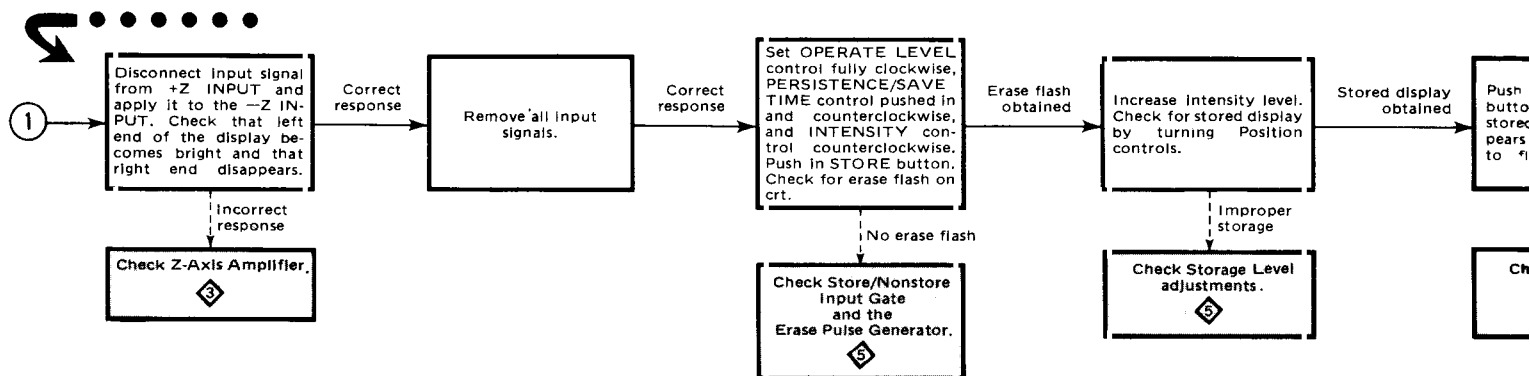 1
Disconnect input signal
from +Z INPUT and
apply it to the —Z IN-
PUT. Check that left
end of the display be-
comes bright and that
right end disappears.
Correct
response
Incorrect
response
Check Z-Axis Amplifier.
3
Remove all input
signals.
Correct
response
Set OPERATE LEVEL
control fully clockwise,
PERSISTENCE/SAVE
TIME control pushed in
and counterclockwise,
and INTENSITY con-
trol counterclockwise.
Push in STORE button.
Check for erase flash on
crt.
Erase flash
obtained
No erase flash
Check Store/Nonstore
Input Gate
and the
Erase Pulse Generator.
5
Increase intensity level.
Check for stored display
by turning Position
controls.
Stored display
obtained
Improper
storage
Check Storage Level
adjustments.
5
Push
butto
stored
pears
to fl
Ch